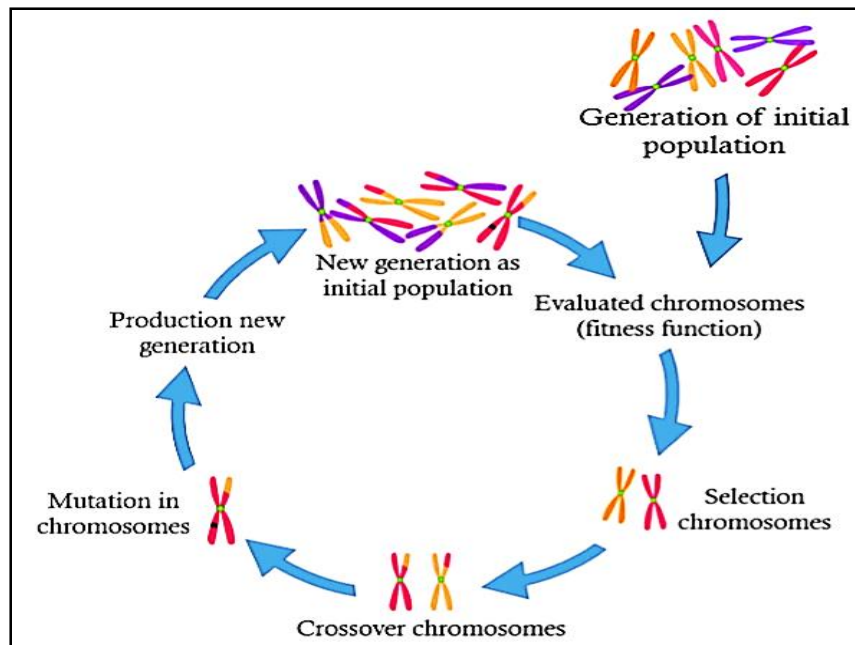 Generation of initial
population
New generation as
initial population
Evaluated chromosomes
(fitness function)
Production new
generation
Selection
chromosomes
Mutation in
chromosomes
Crossover chromosomes